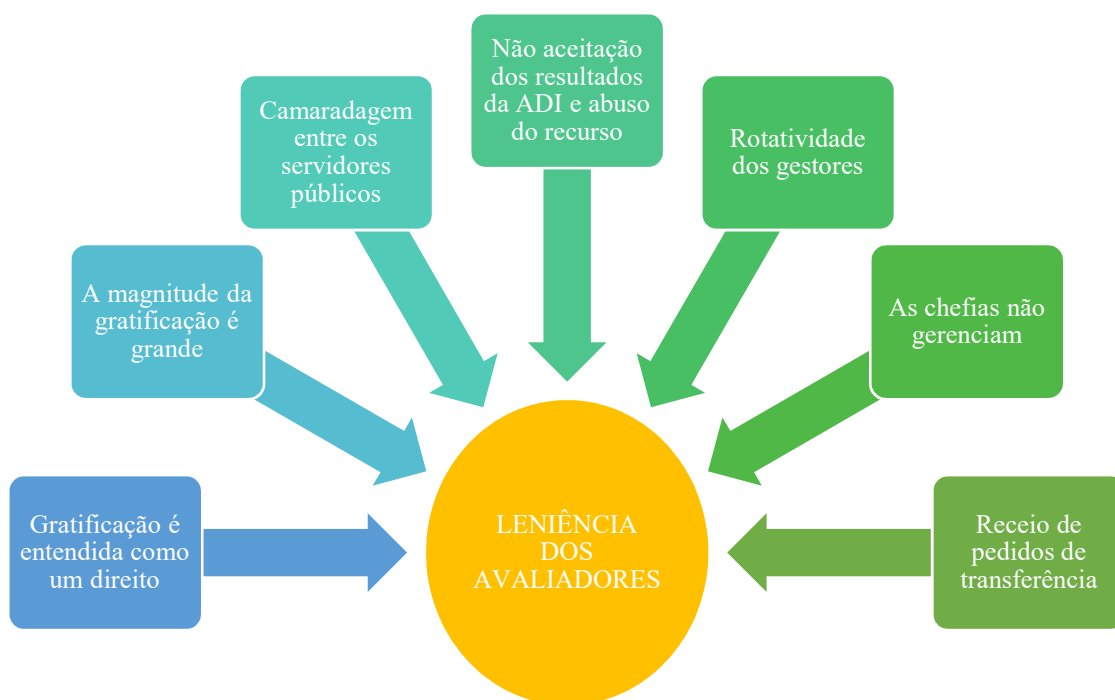 Gratificação é
entendida como
um direito
A magnitude da
gratificação é
grande
Camaradagem
entre os
servidores
públicos
Não aceitação
dos resultados
da ADI e abuso
do recurso
Rotatividade
dos gestores
As chefias não
gerenciam
Receio de
pedidos de
transferência
LENIÊNCIA
DOS
AVALIADORES